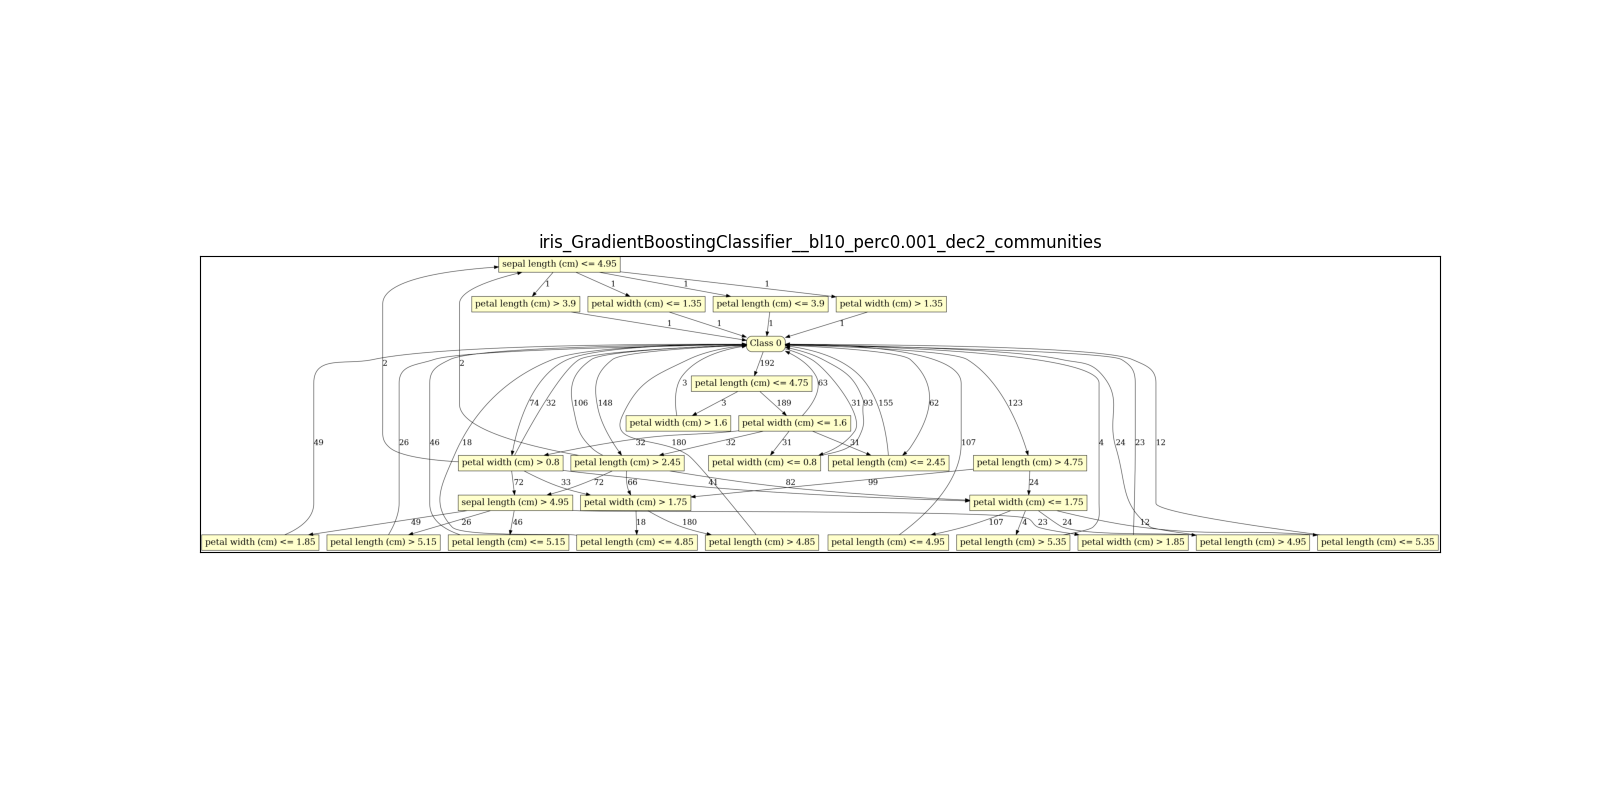 iris_GradientBoostingClassifier__bl10_perc0.001_dec2_communities
sepal length (cm) <= 4.95
1 1 1 1
petal length (cm) > 3.9
petal width (cm) <= 1.35
petal length (cm) <= 3.9
petal width (cm) > 1.35
1 1 1 1
Class 0
2 2 192
petal length (cm) <= 4.75
3 63
74 32 106 148 3 189 31 93 155 62 123
petal width (cm) > 1.6
petal width (cm) <= 1.6
49 26 46 18 32 180 32 31 31 107 4 24 23 12
petal width (cm) > 0.8
petal length (cm) > 2.45
petal width (cm) <= 0.8
petal length (cm) <= 2.45
petal length (cm) > 4.75
72 33 72 66 41 82 99 24
sepal length (cm) > 4.95
petal width (cm) > 1.75
petal width (cm) <= 1.75
49 26 46 18 180 107 4 23 24 12
petal width (cm) <= 1.85
petal length (cm) > 5.15
petal length (cm) <= 5.15
petal length (cm) <= 4.85
petal length (cm) > 4.85
petal length (cm) <= 4.95
petal length (cm) > 5.35
petal width (cm) > 1.85
petal length (cm) > 4.95
petal length (cm) <= 5.35